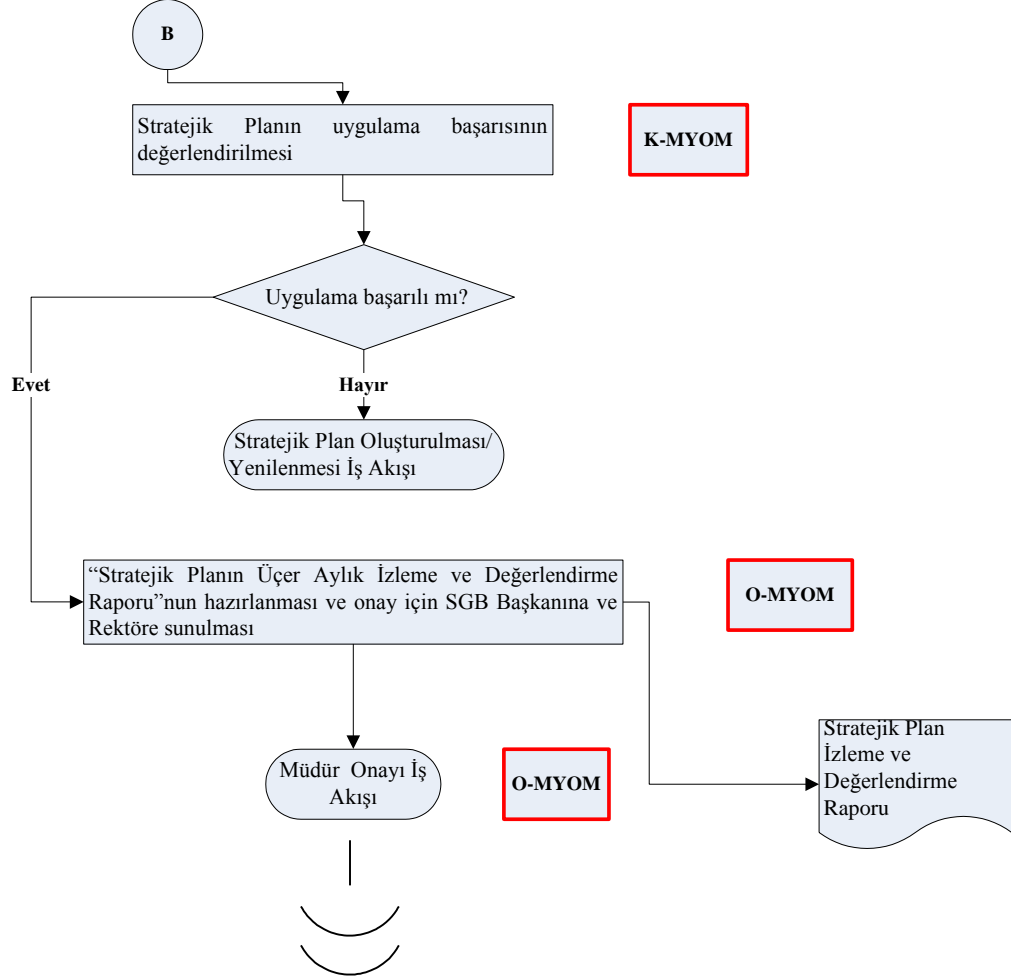 B
Stratejik Planın uygulama başarısının
değerlendirilmesi
K-MYOM
Uygulama başarılı mı?
Evet
Hayır
Stratejik Plan Oluşturulması/
Yenilenmesi İş Akışı
“Stratejik Planın Üçer Aylık İzleme ve Değerlendirme
Raporu”nun hazırlanması ve onay için SGB Başkanına ve
Rektöre sunulması
O-MYOM
Stratejik Plan
İzleme ve
Değerlendirme
Raporu
Müdür Onayı İş
Akışı
O-MYOM